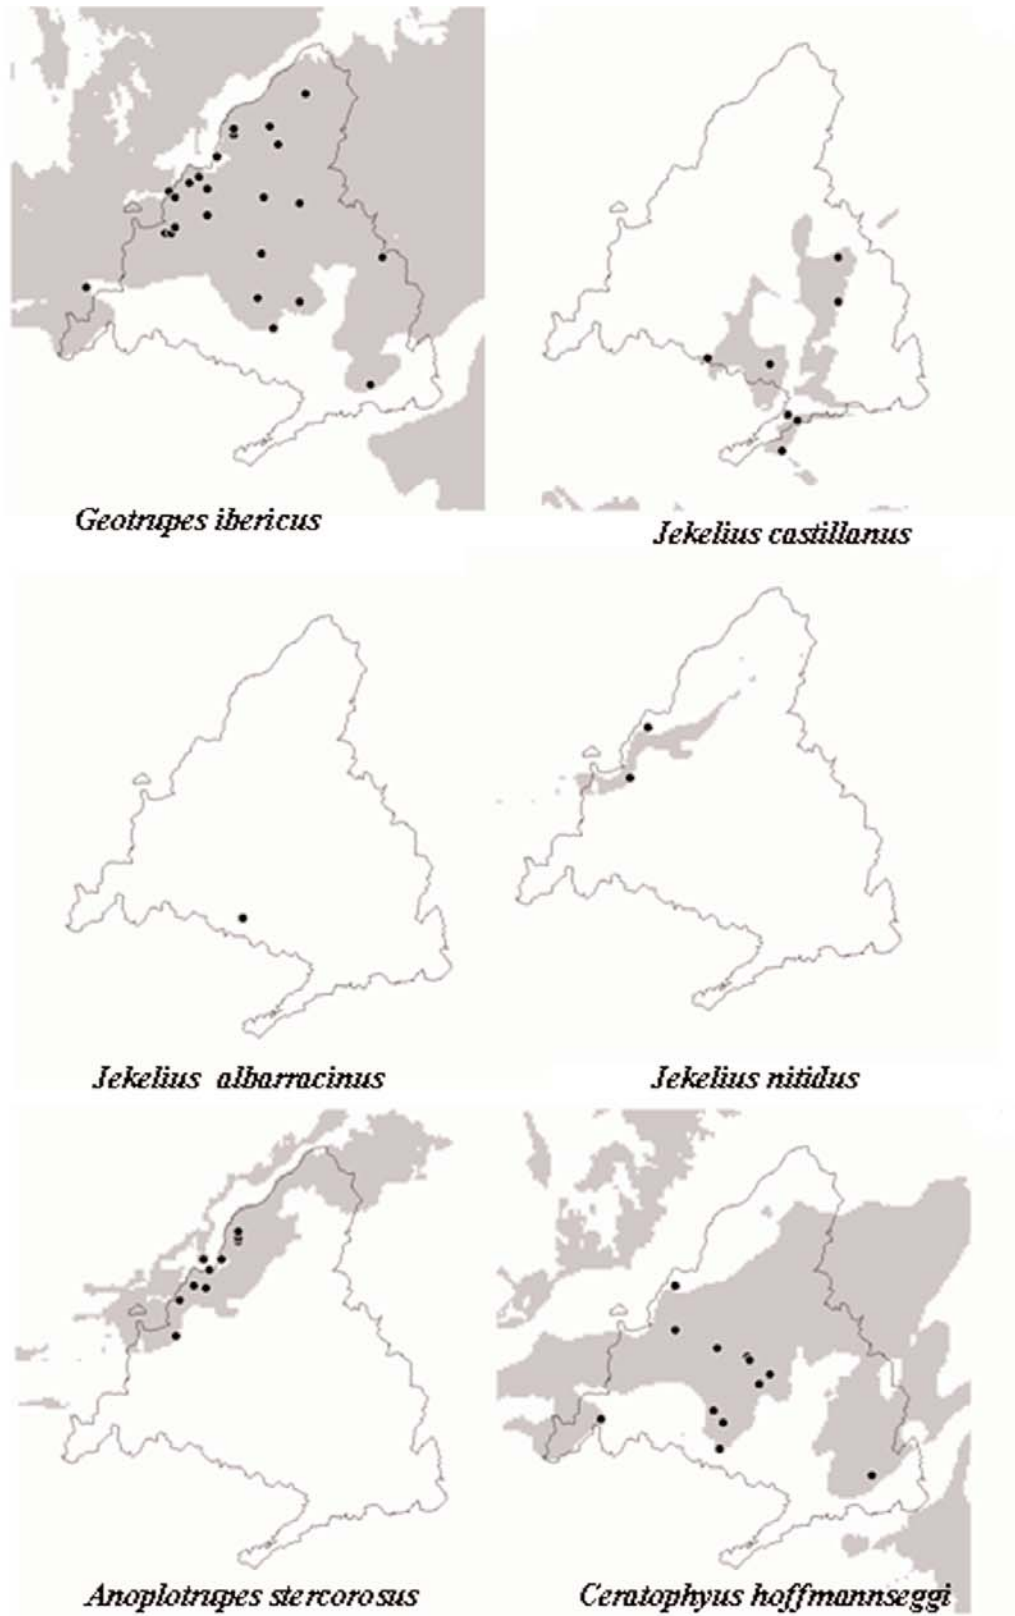 Geotrupes ibericus
Jekelius castillanus
Jekelius albarracinus
Jekelius nitidus
Anoplotrupes stercorosus
Ceratophyus hoffmannseggi